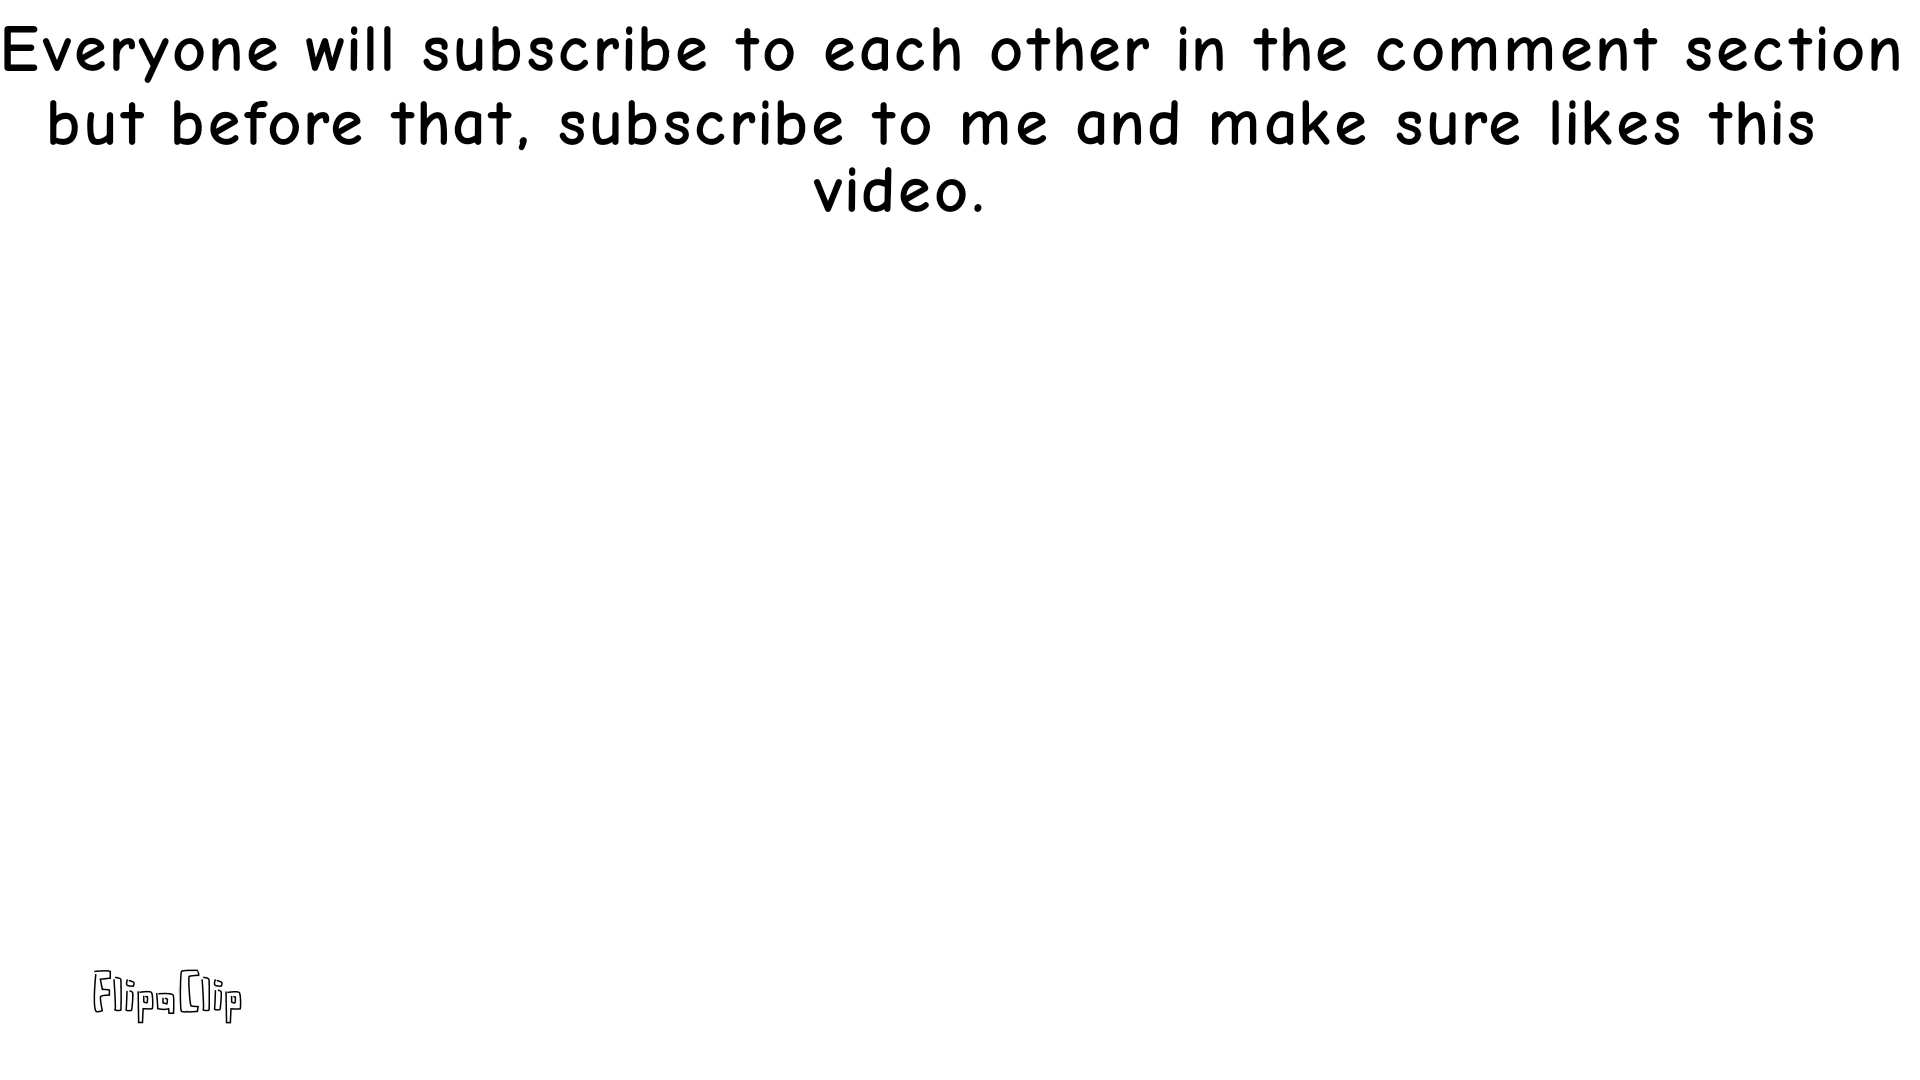 Everyone will subscribe to each other in the comment section
but before that, subscribe to me and make sure likes this
video.
FlipaClip